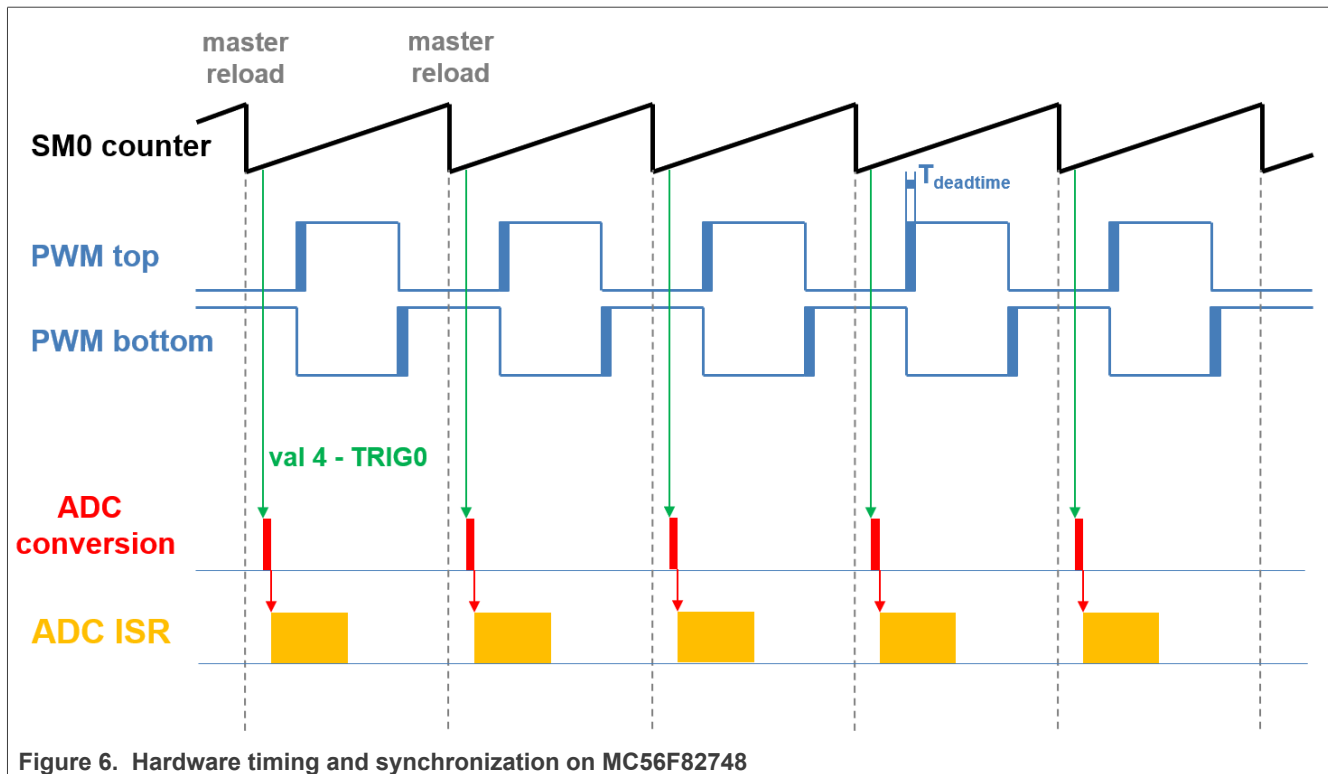 master
reload
master
reload
SM0 counter
Tdeadtime
PWM top
PWM bottom
val 4 - TRIG0
ADC
conversion
ADC ISR
Figure 6. Hardware timing and synchronization on MC56F82748